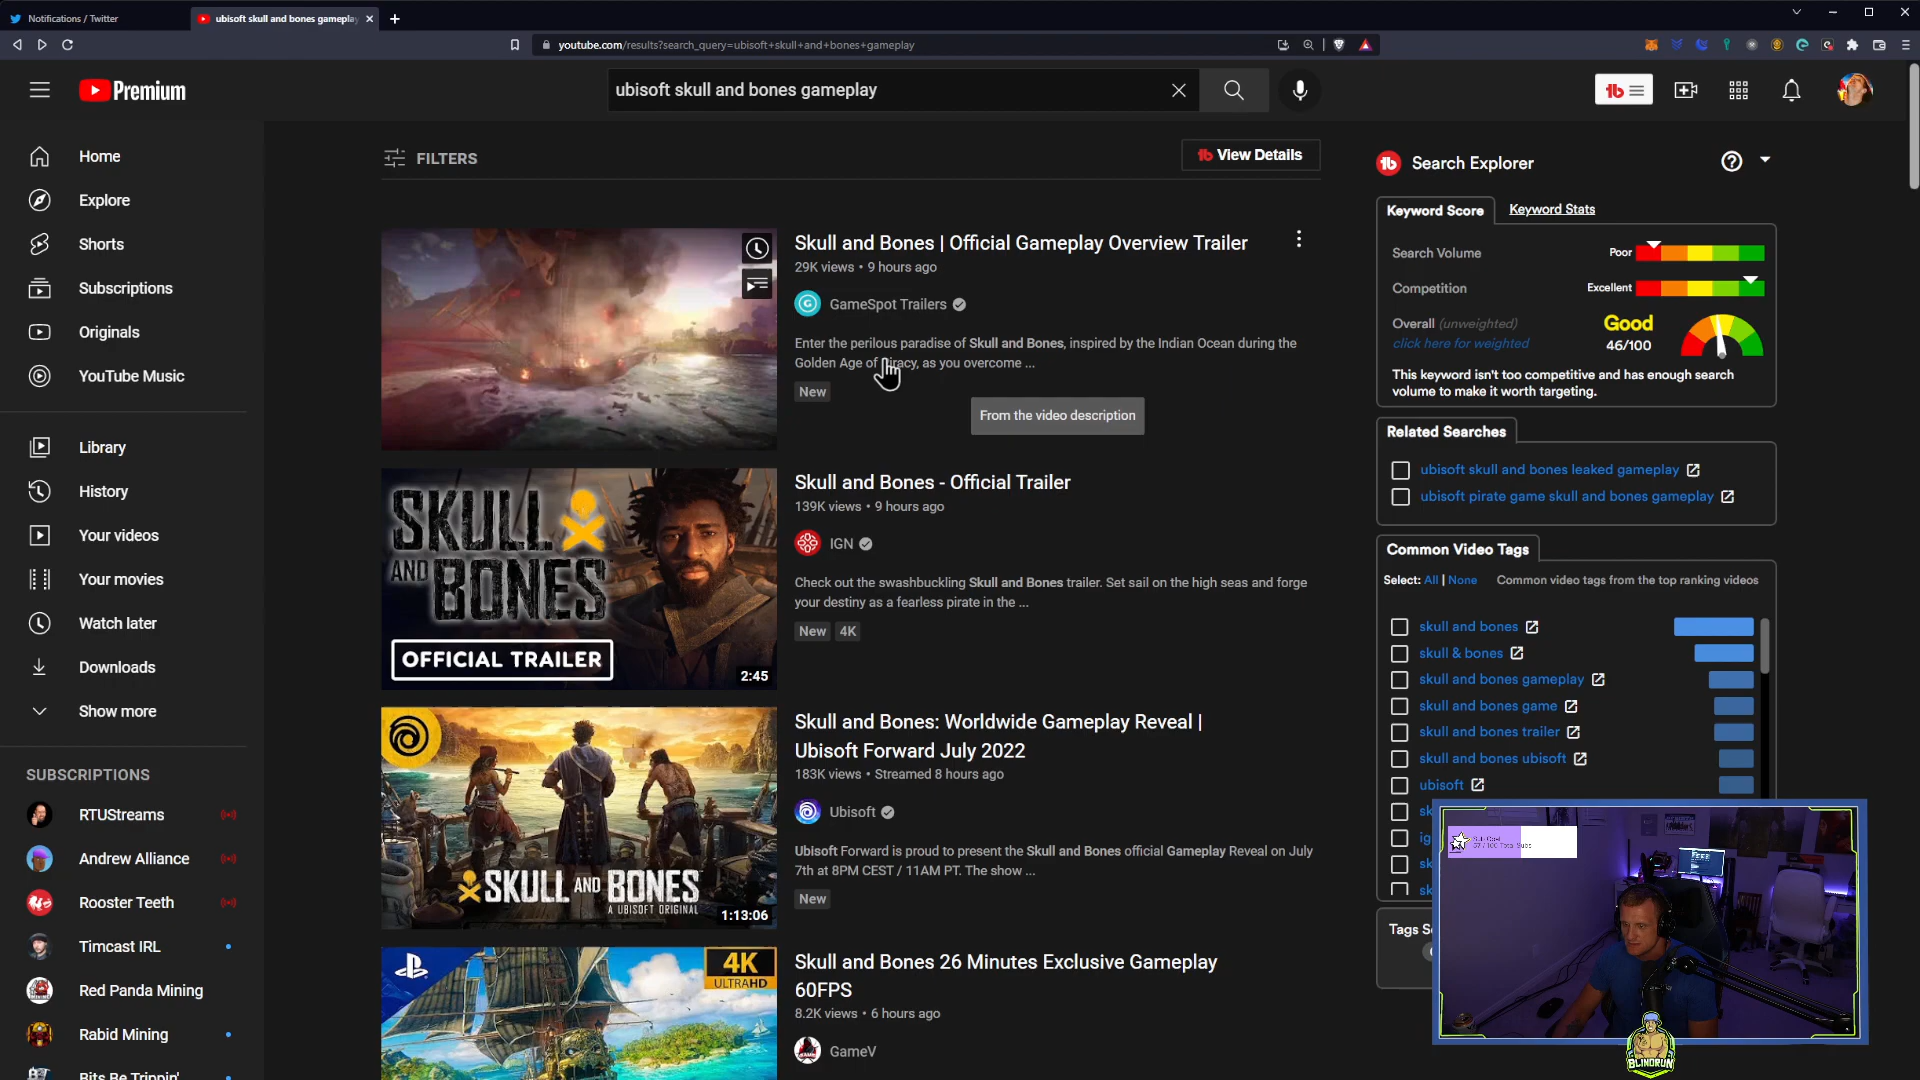 Notifications / Twitter
ubisoft skull and bones gamepla
youtube.com/results?search_query=ubisoft+skull+and+bones+gameplay
Premium
ubisoft skull and bones gameplay
Home
Explore
Shorts
Subscriptions
Originals
YouTube Music
Library
History
Your videos
Your movies
Watch later
Downloads
Show more
SUBSCRIPTIONS
RTUStreams
Andrew Alliance
Rooster Teeth
Timcast IRL
Red Panda Mining
Rabid Mining
Bits Be Trippin'
FILTERS
View Details
Skull and Bones | Official Gameplay Overview Trailer
29K views • 9 hours ago
GameSpot Trailers
Enter the perilous paradise of Skull and Bones, inspired by the Indian Ocean during the
Golden Age of Piracy, as you overcome ...
New
From the video description
SKULL AND BONES
OFFICIAL TRAILER
2:45
Skull and Bones - Official Trailer
139K views • 9 hours ago
IGN
Check out the swashbuckling Skull and Bones trailer. Set sail on the high seas and forge
your destiny as a fearless pirate in the ...
New 4K
SKULL AND BONES
A UBISOFT ORIGINAL
1:13:06
Skull and Bones: Worldwide Gameplay Reveal |
Ubisoft Forward July 2022
183K views • Streamed 8 hours ago
Ubisoft
Ubisoft Forward is proud to present the Skull and Bones official Gameplay Reveal on July
7th at 8PM CEST / 11AM PT. The show ...
New
4K
ULTRAHD
Skull and Bones 26 Minutes Exclusive Gameplay
60FPS
8.2K views • 6 hours ago
GameV
Search Explorer
Keyword Score
Keyword Stats
Search Volume Poor
Competition Excellent
Overall (unweighted) Good
click here for weighted 46/100
This keyword isn't too competitive and has enough search
volume to make it worth targeting.
Related Searches
ubisoft skull and bones leaked gameplay
ubisoft pirate game skull and bones gameplay
Common Video Tags
Select: All | None Common video tags from the top ranking videos
skull and bones
skull & bones
skull and bones gameplay
skull and bones game
skull and bones trailer
skull and bones ubisoft
ubisoft
sk
ig
sk
sk
Tags Se
Sub Goal
57 / 100 Total Subs
BLINDRUN